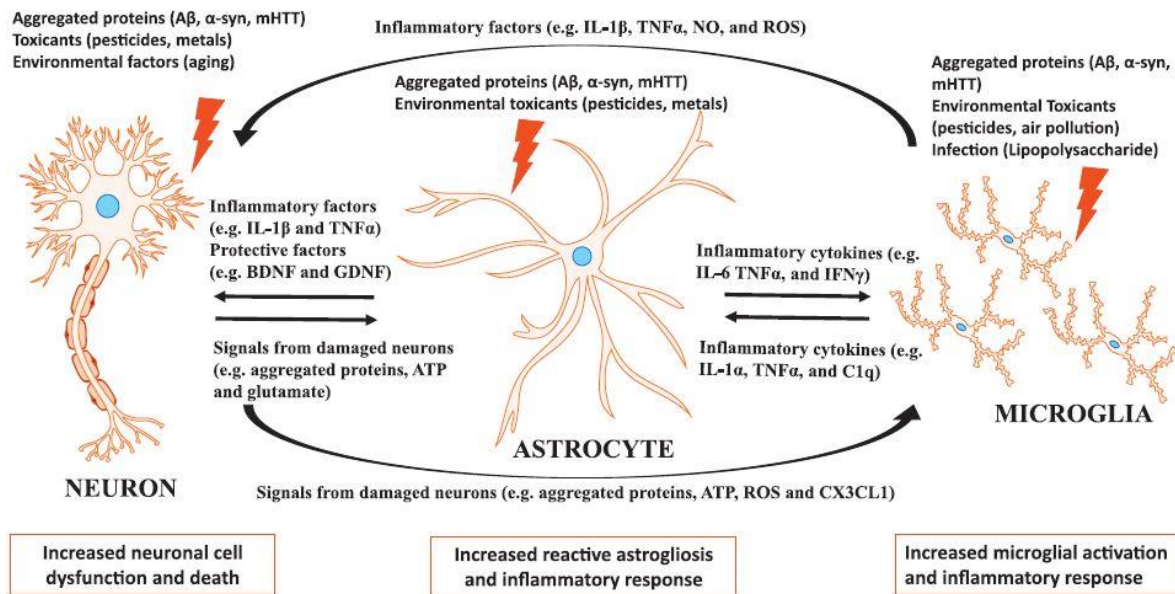 Aggregated proteins (Aβ, α-syn, mHTT)
Toxicants (pesticides, metals)
Environmental factors (aging)
Inflammatory factors (e.g. IL-1β, TNFα, NO, and ROS)
Aggregated proteins (Aβ, α-syn, mHTT)
Environmental toxicants (pesticides, metals)
Aggregated proteins (Aβ, α-syn,
mHTT)
Environmental Toxicants
(pesticides, air pollution)
Infection (Lipopolysaccharide)
Inflammatory factors
(e.g. IL-1β and TNFα)
Protective factors
(e.g. BDNF and GDNF)
Signals from damaged neurons
(e.g. aggregated proteins, ATP
and glutamate)
Inflammatory cytokines (e.g.
IL-6 TNFα, and IFNγ)
Inflammatory cytokines (e.g.
IL-1α, TNFα, and C1q)
NEURON
ASTROCYTE
MICROGLIA
Signals from damaged neurons (e.g. aggregated proteins, ATP, ROS and CX3CL1)
Increased neuronal cell
dysfunction and death
Increased reactive astrogliosis
and inflammatory response
Increased microglial activation
and inflammatory response